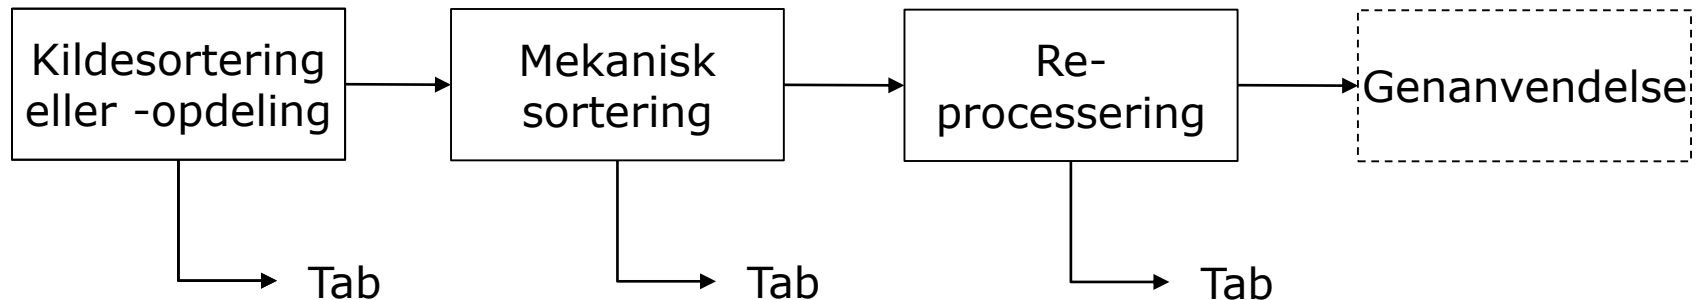 Kildesortering
eller -opdeling
Mekanisk
sortering
Re-
processering
Genanvendelse
Tab
Tab
Tab